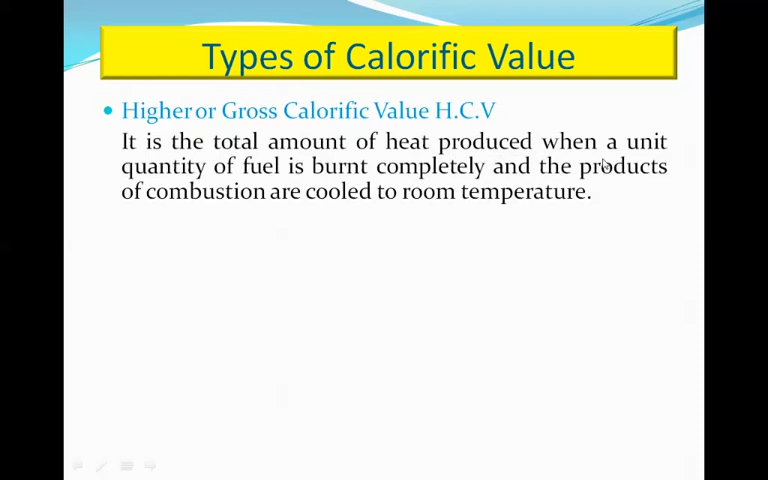 Types of Calorific Value
Higher or Gross Calorific Value H.C.V
It is the total amount of heat produced when a unit
quantity of fuel is burnt completely and the products
of combustion are cooled to room temperature.